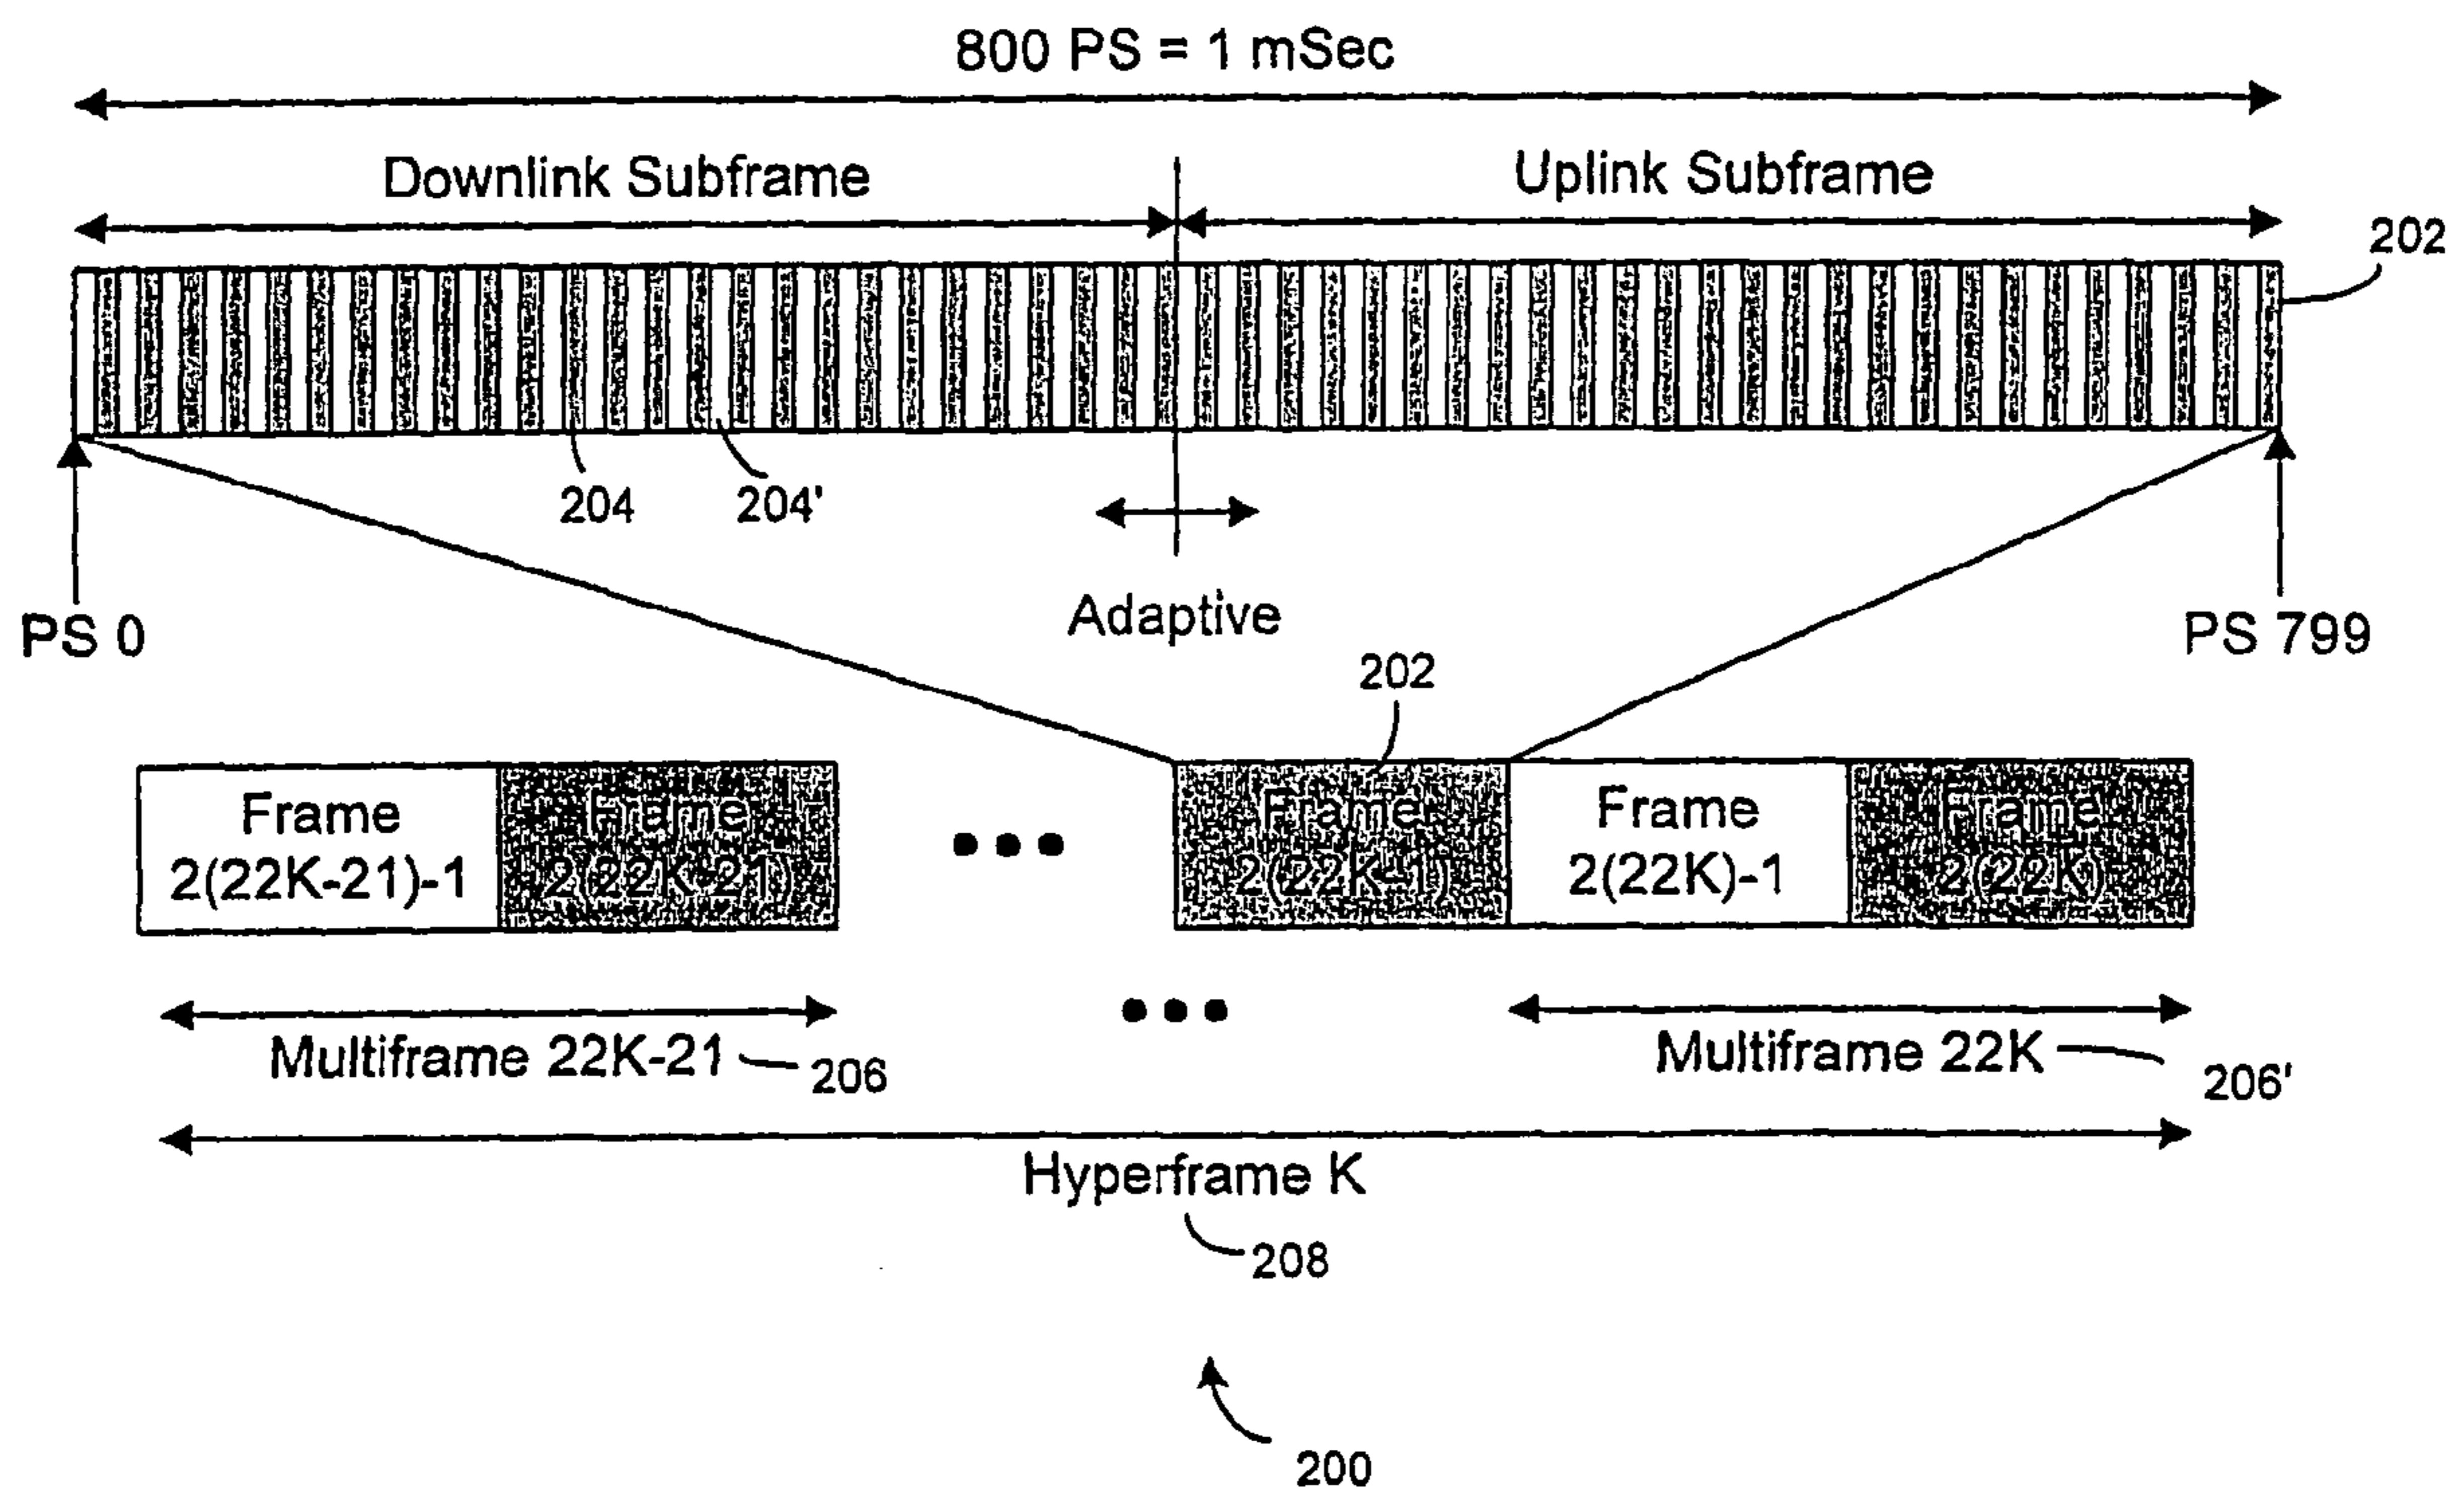 800 PS = 1 mSec
Downlink Subframe
Uplink Subframe
202
204
204'
Adaptive
PS 0
PS 799
202
Frame
2(22K-21)-1
Frame
2(22K-21)
Frame
2(22K-1)
Frame
2(22K)-1
Frame
2(22K)
Multiframe 22K-21
206
Multiframe 22K
206'
Hyperframe K
208
200